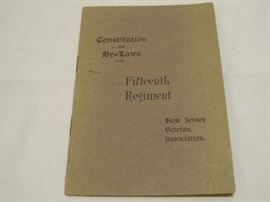 Constitution
AND
By-Laws
OF THE
Fifteenth
Regiment
New Jersey
Veteran
Association.